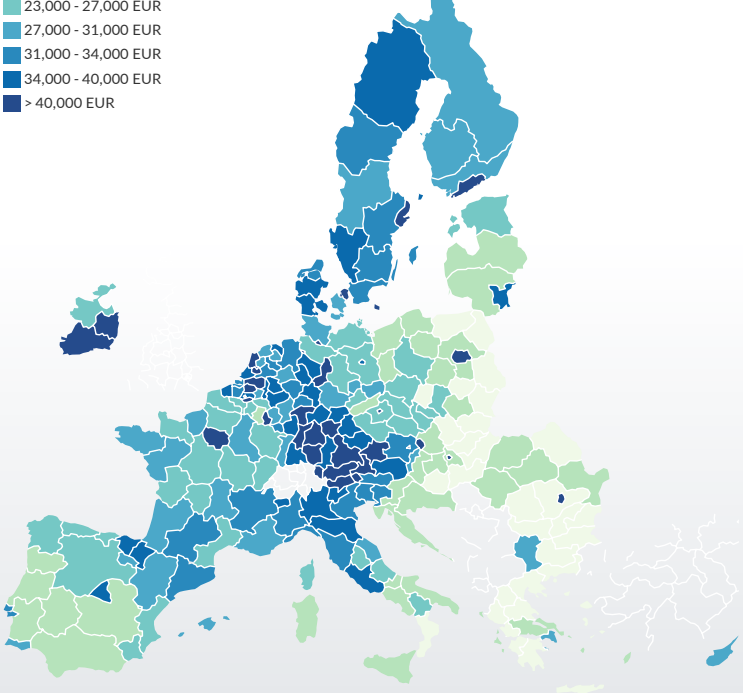 23,000 - 27,000 EUR
27,000 - 31,000 EUR
31,000 - 34,000 EUR
34,000 - 40,000 EUR
> 40,000 EUR